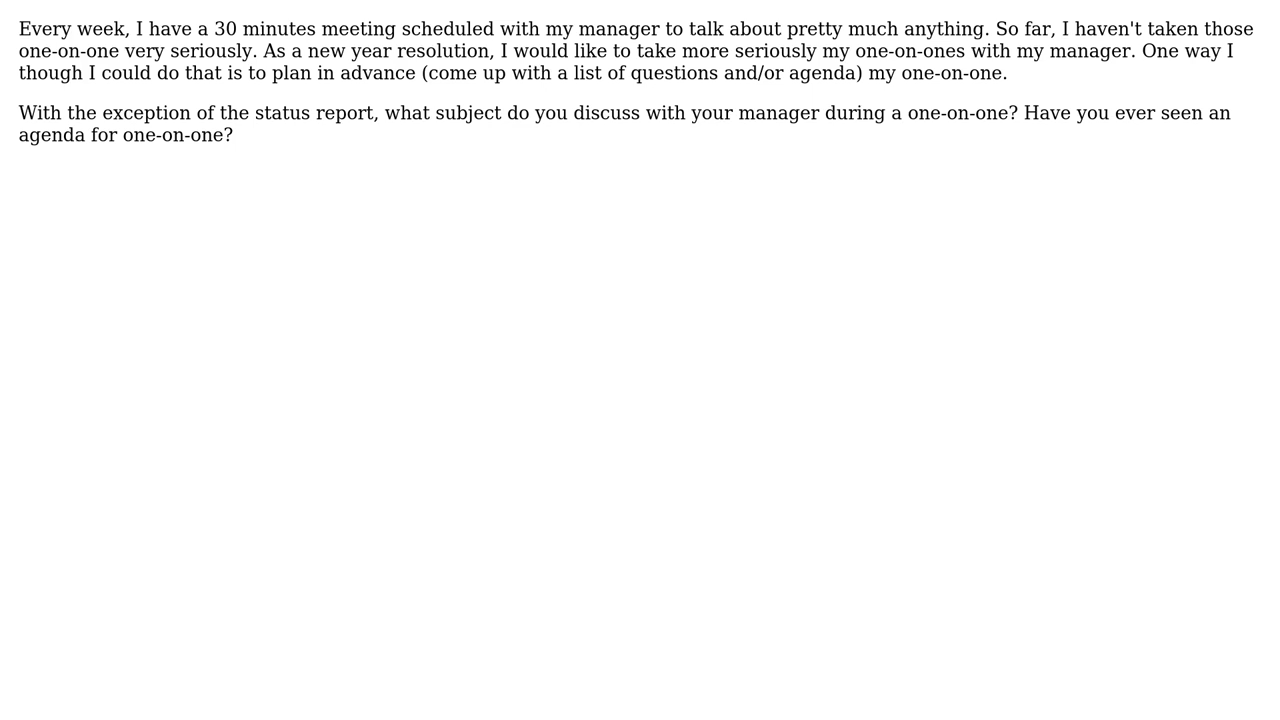 Every week, I have a 30 minutes meeting scheduled with my manager to talk about pretty much anything. So far, I haven't taken those
one-on-one very seriously. As a new year resolution, I would like to take more seriously my one-on-ones with my manager. One way I
though I could do that is to plan in advance (come up with a list of questions and/or agenda) my one-on-one.
With the exception of the status report, what subject do you discuss with your manager during a one-on-one? Have you ever seen an
agenda for one-on-one?